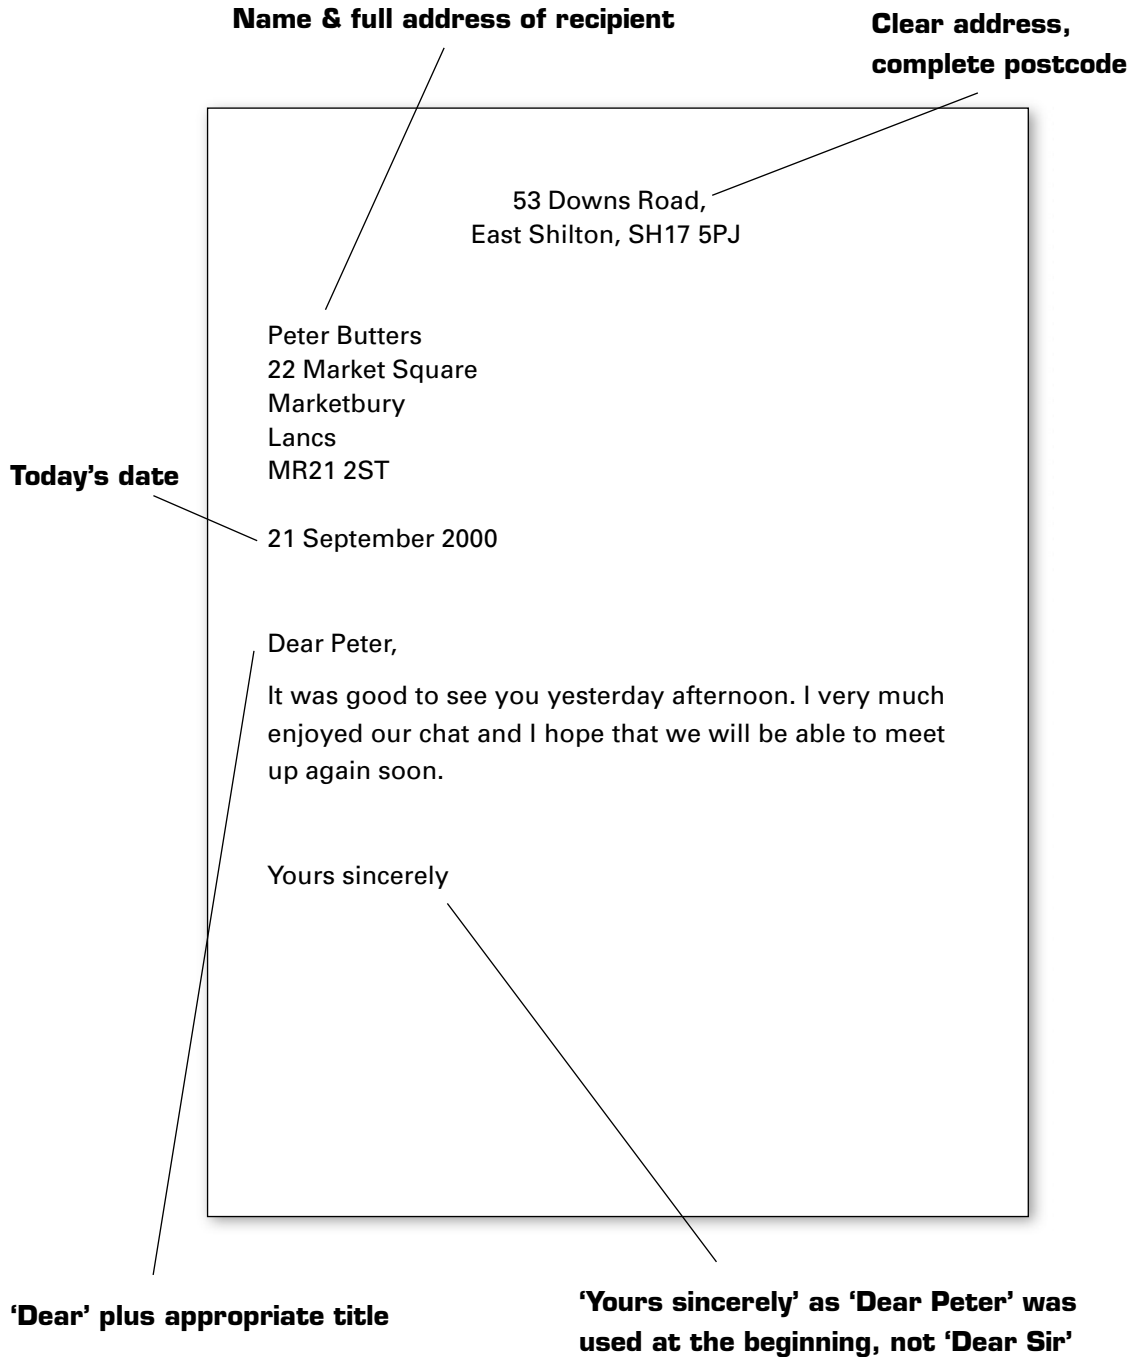 Name & full address of recipient
Clear address,
complete postcode
53 Downs Road,
East Shilton, SH17 5PJ
Peter Butters
22 Market Square
Marketbury
Lancs
MR21 2ST
Today’s date
21 September 2000
Dear Peter,
It was good to see you yesterday afternoon. I very much
enjoyed our chat and I hope that we will be able to meet
up again soon.
Yours sincerely
‘Dear’ plus appropriate title
‘Yours sincerely’ as ‘Dear Peter’ was
used at the beginning, not ‘Dear Sir’